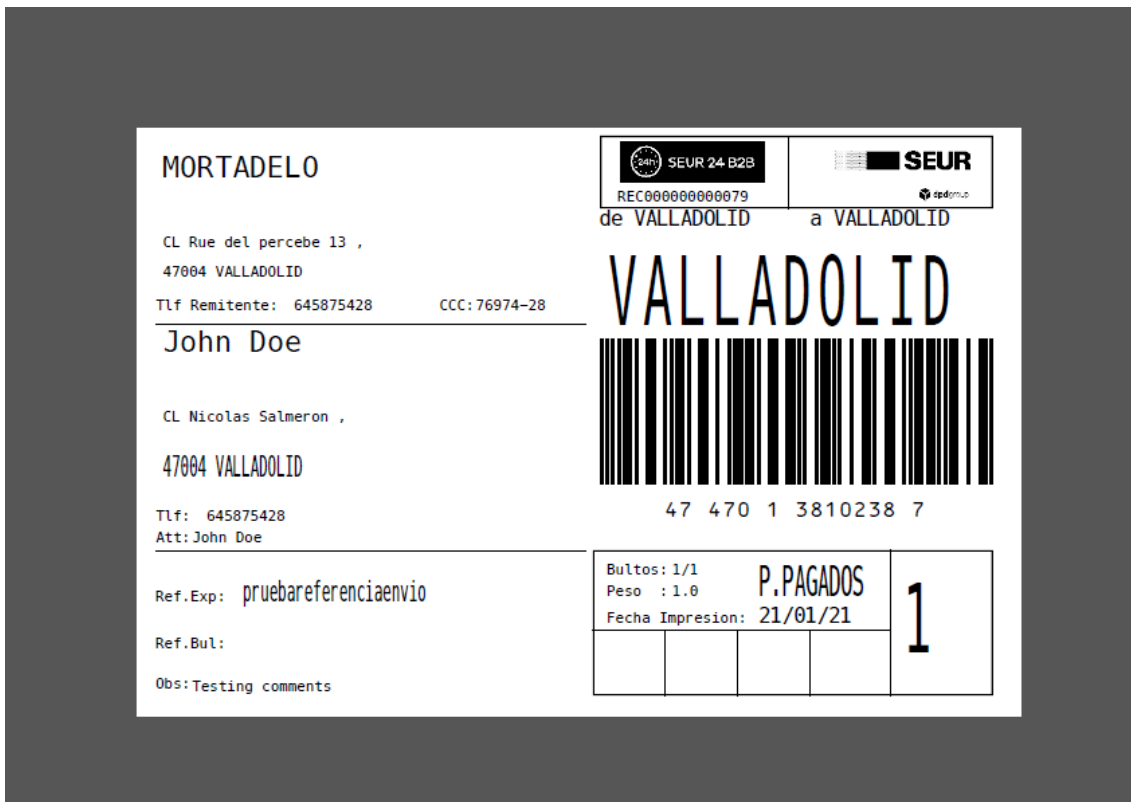 MORTADELO
CL Rue del percebe 13 ,
47004 VALLADOLID
Tlf Remitente: 645875428 CCC:76974-28
John Doe
CL Nicolas Salmeron ,
47004 VALLADOLID
Tlf: 645875428
Att:John Doe
Ref.Exp: pruebareferenciaenvio
Ref.Bul:
Obs:Testing comments
24h SEUR 24 B2B
REC000000000079
SEUR
dpdgroup
de VALLADOLID a VALLADOLID
VALLADOLID
47 470 1 3810238 7
Bultos:1/1
Peso :1.0
P.PAGADOS
Fecha Impresion: 21/01/21
1